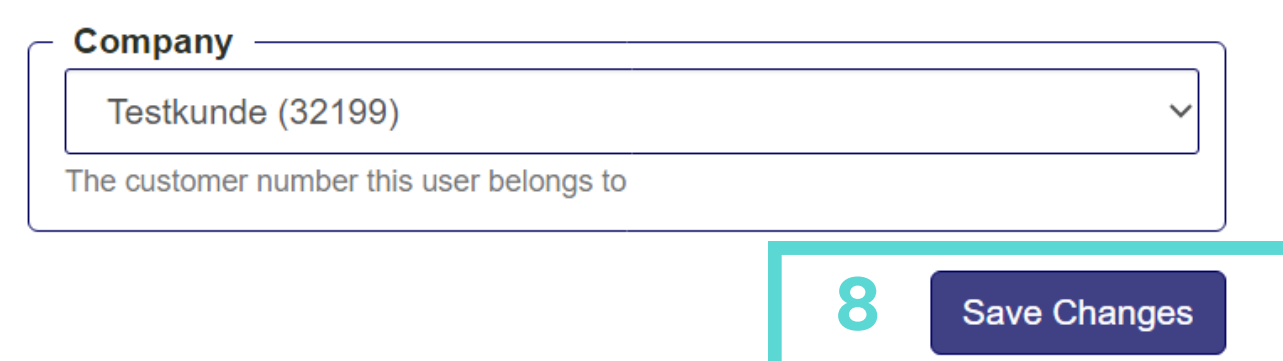 Company
Testkunde (32199)
The customer number this user belongs to
8
Save Changes